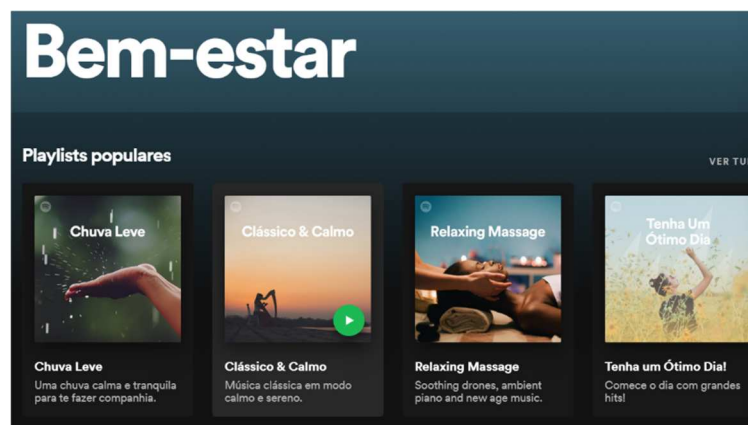 Bem-estar
Playlists populares
VER TU
Chuva Leve
Clássico & Calmo
Relaxing Massage
Tenha Um
Ótimo Dia
Chuva Leve
Uma chuva calma e tranquila
para te fazer companhia.
Clássico & Calmo
Música clássica em modo
calmo e sereno.
Relaxing Massage
Soothing drones, ambient
piano and new age music.
Tenha um Ótimo Dia!
Comece o dia com grandes
hits!